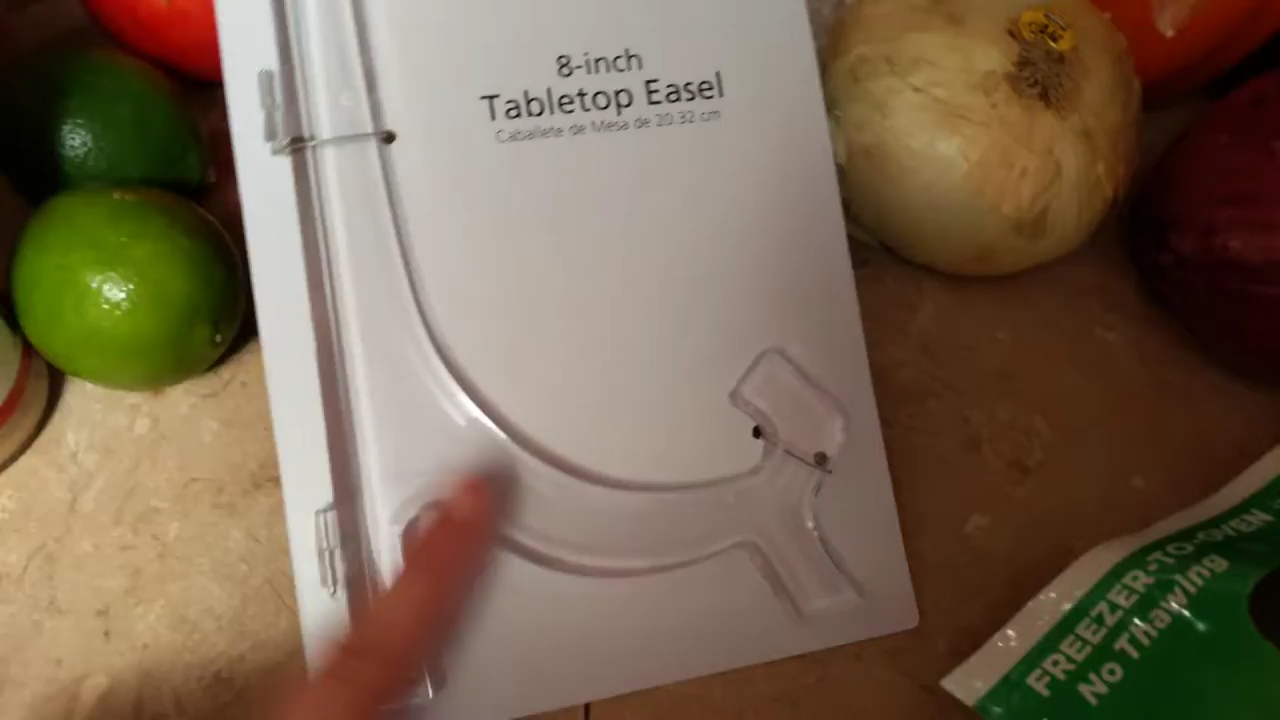 8-inch
Tabletop Easel
Caballete de Mesa de 20.32 cm
FREEZER-TO-OVEN
No Thawing